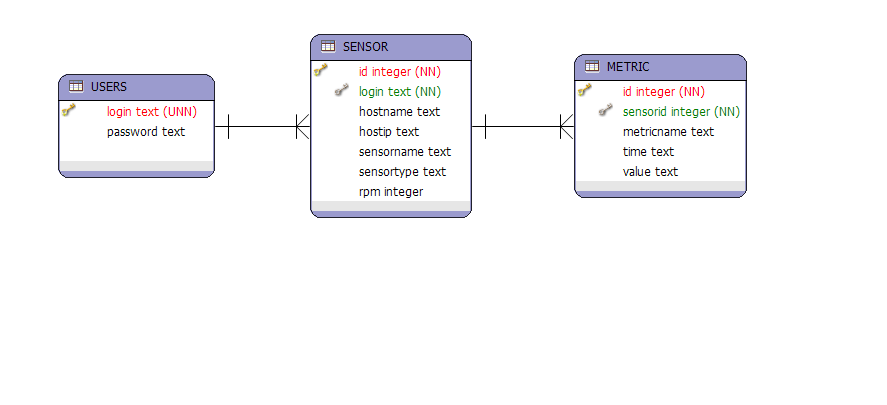 USERS
login text (UNN)
password text
SENSOR
id integer (NN)
login text (NN)
hostname text
hostip text
sensorname text
sensortype text
rpm integer
METRIC
id integer (NN)
sensorid integer (NN)
metricname text
time text
value text